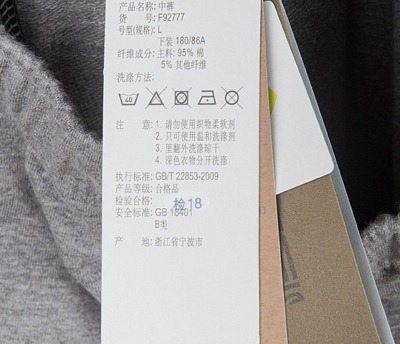 产品名称: 中裤
货 号: F92777
号型(规格): L
下装 180/86A
纤维成分: 主料: 95% 棉
5% 其他纤维
洗涤方法:
40
注 意: 1. 请勿使用织物柔软剂
2. 只可使用温和洗涤剂
3. 里翻外洗涤晾干
4. 深色衣物分开洗涤
执行标准: GB/T 22853-2009
产品等级: 合格品
检验合格:
检18
安全标准: GB 18401
B类
产 地: 浙江省宁波市